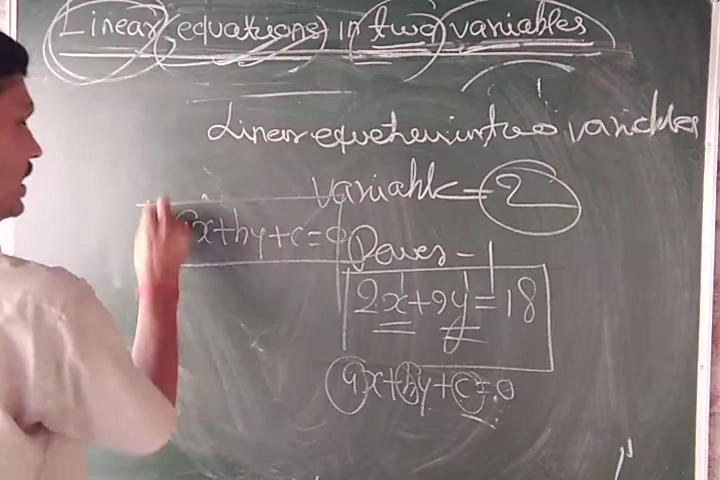 Linear equations in two variables
Linear equation in two variables
Variable = 2
ax+by+c=0
Power - 1
2x+9y=18
ax+by+c=0